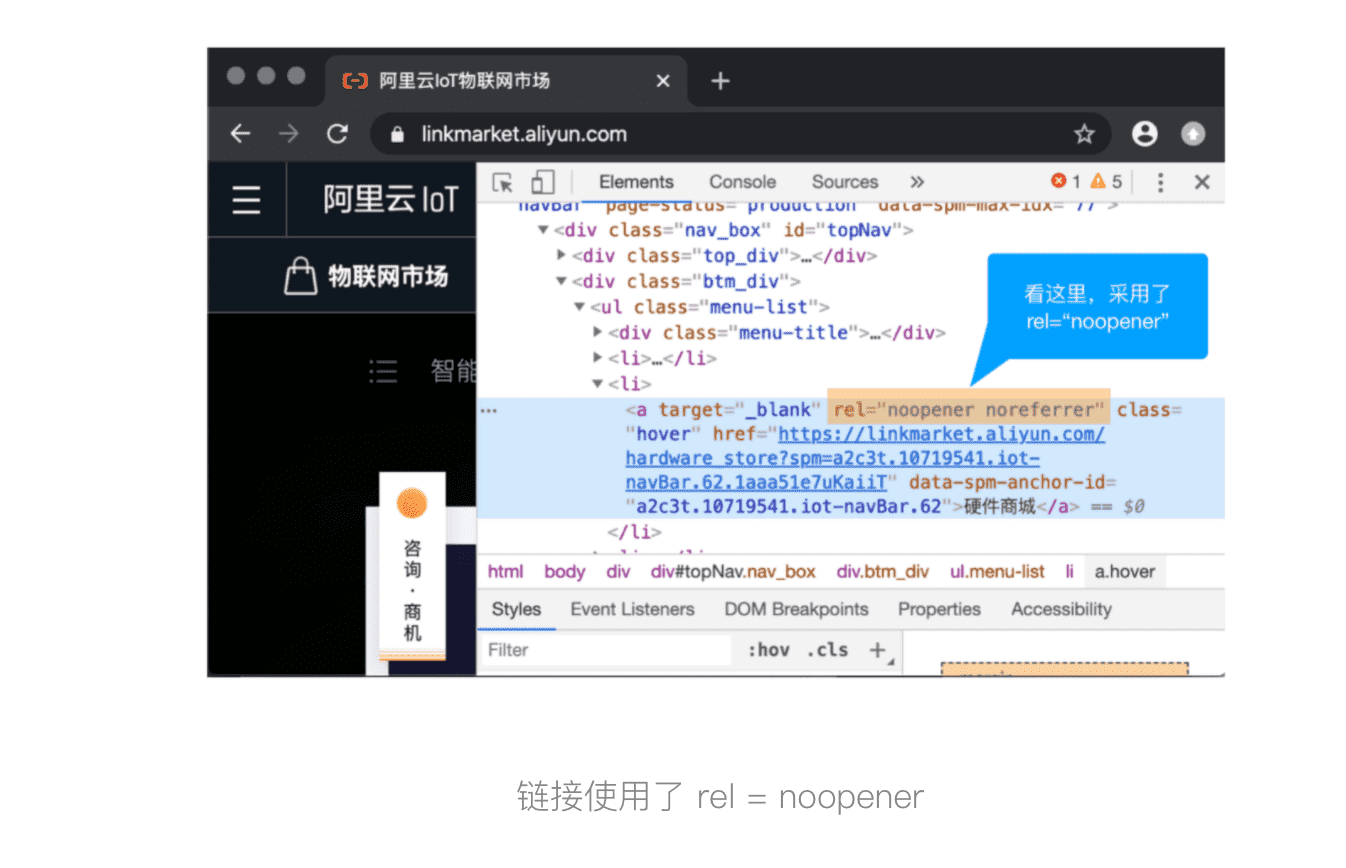 阿里云IoT物联网市场
linkmarket.aliyun.com
阿里云 IoT
物联网市场
智能
咨询·商机
Elements Console Sources » 1 5
navBar" page-status="production" data-spm-max-idx="77">
<div class="nav_box" id="topNav">
<div class="top_div">…</div>
<div class="btm_div">
<ul class="menu-list">
<div class="menu-title">…</div>
<li>…</li>
<li>
<a target="_blank" rel="noopener noreferrer" class=
"hover" href="https://linkmarket.aliyun.com/
hardware_store?spm=a2c3t.10719541.iot-
navBar.62.1aaa51e7uKaiiT" data-spm-anchor-id=
"a2c3t.10719541.iot-navBar.62">硬件商城</a> == $0
</li>
看这里，采用了
rel=“noopener”
html body div div#topNav.nav_box div.btm_div ul.menu-list li a.hover
Styles Event Listeners DOM Breakpoints Properties Accessibility
Filter :hov .cls +
链接使用了 rel = noopener